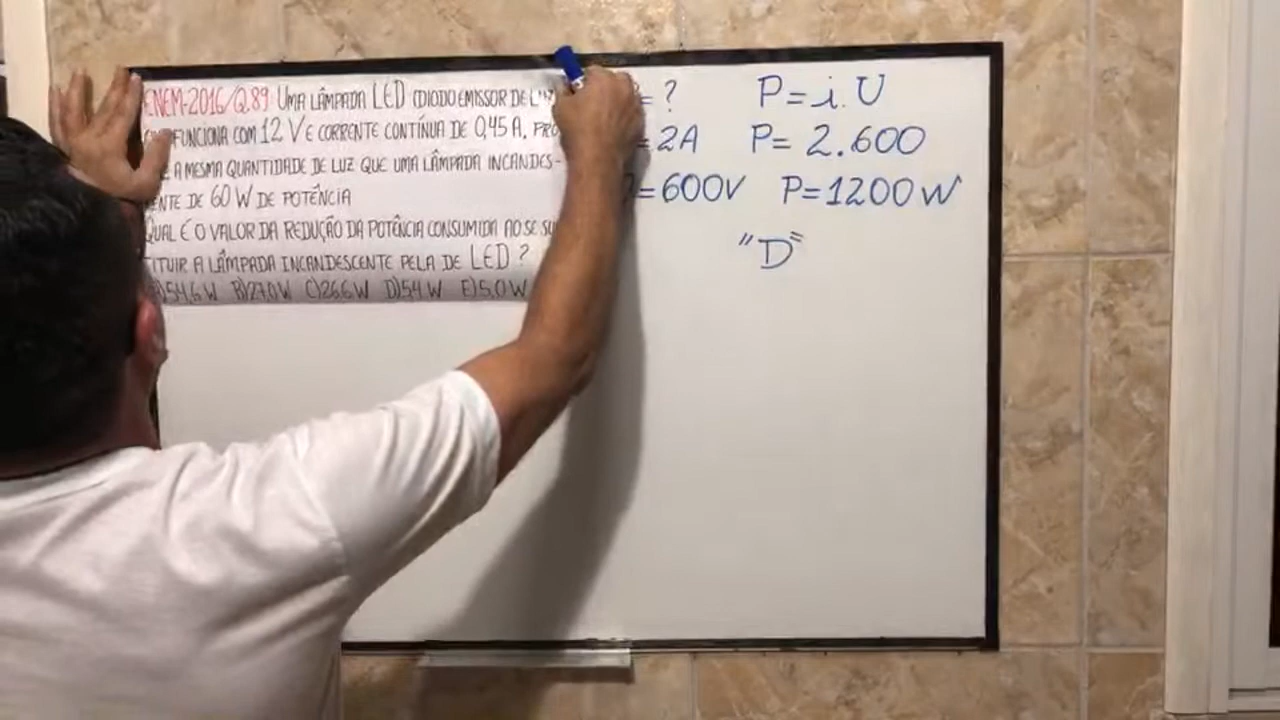 ENEM-2016/Q.89 UMA LÂMPADA LED (DIODO EMISSOR DE
FUNCIONA COM 12 V E CORRENTE CONTÍNUA DE 0,45 A. PRO
A MESMA QUANTIDADE DE LUZ QUE UMA LÂMPADA INCANDES-
ENTE DE 60 W DE POTÊNCIA
QUAL É O VALOR DA REDUÇÃO DA POTÊNCIA CONSUMIDA AO SE SU
TITUIR A LÂMPADA INCANDESCENTE PELA DE LED ?
A)54,6 W B)27,0 W C)26,6 W D)5,4 W E)5,0 W
= ? P = i. U
= 2A P = 2.600
= 600V P = 1200 W
"D"